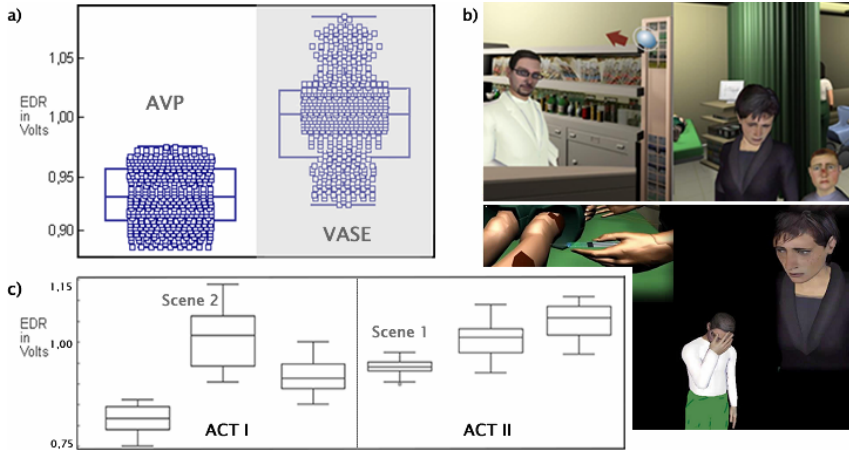 a)
1,05
EDR
in
Volts
1,00
0,95
0,90
AVP
VASE
b)
c)
1,15
EDR
in
Volts
1,00
0,75
Scene 2
ACT I
Scene 1
ACT II